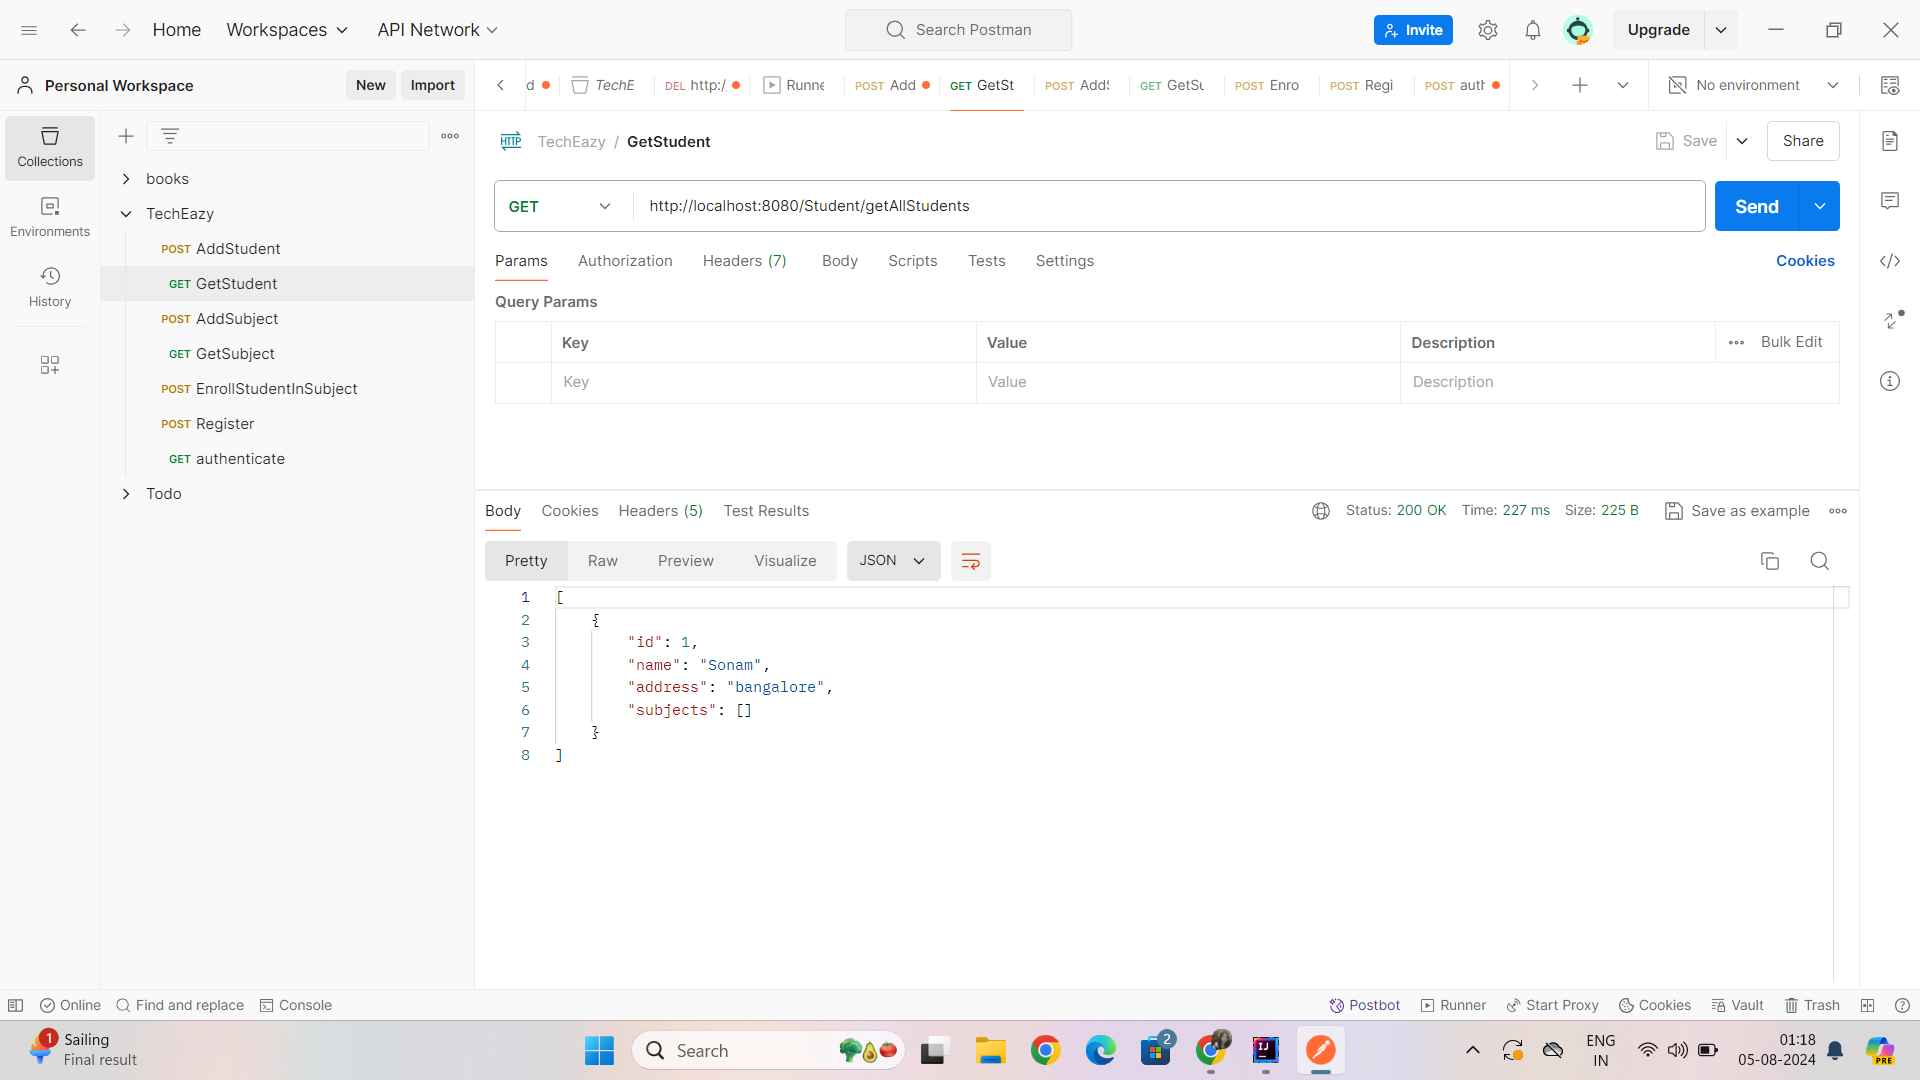 Home Workspaces API Network Search Postman Invite Upgrade
Personal Workspace New Import d TechE DEL http:/, Runne POST Add GET GetSt POST AddS GET GetSu POST Enro POST Regi POST auth No environment
Collections
Environments
History
books
TechEazy
POST AddStudent
GET GetStudent
POST AddSubject
GET GetSubject
POST EnrollStudentInSubject
POST Register
GET authenticate
Todo
HTTP TechEazy / GetStudent Save Share
GET http://localhost:8080/Student/getAllStudents Send
Params Authorization Headers (7) Body Scripts Tests Settings Cookies
Query Params
Key Value Description Bulk Edit
Key Value Description
Body Cookies Headers (5) Test Results Status: 200 OK Time: 227 ms Size: 225 B Save as example
Pretty Raw Preview Visualize JSON
1 [
2 {
3 "id": 1,
4 "name": "Sonam",
5 "address": "bangalore",
6 "subjects": []
7 }
8 ]
Online Find and replace Console Postbot Runner Start Proxy Cookies Vault Trash
1 Sailing
Final result
Search
2
IJ
ENG
IN
01:18
05-08-2024
PRE